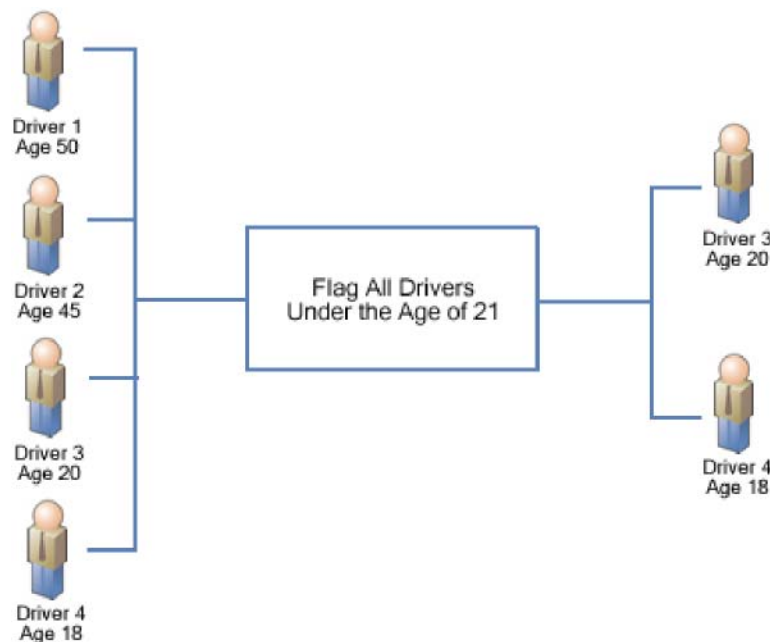 Driver 1
Age 50
Driver 2
Age 45
Driver 3
Age 20
Driver 4
Age 18
Flag All Drivers
Under the Age of 21
Driver 3
Age 20
Driver 4
Age 18